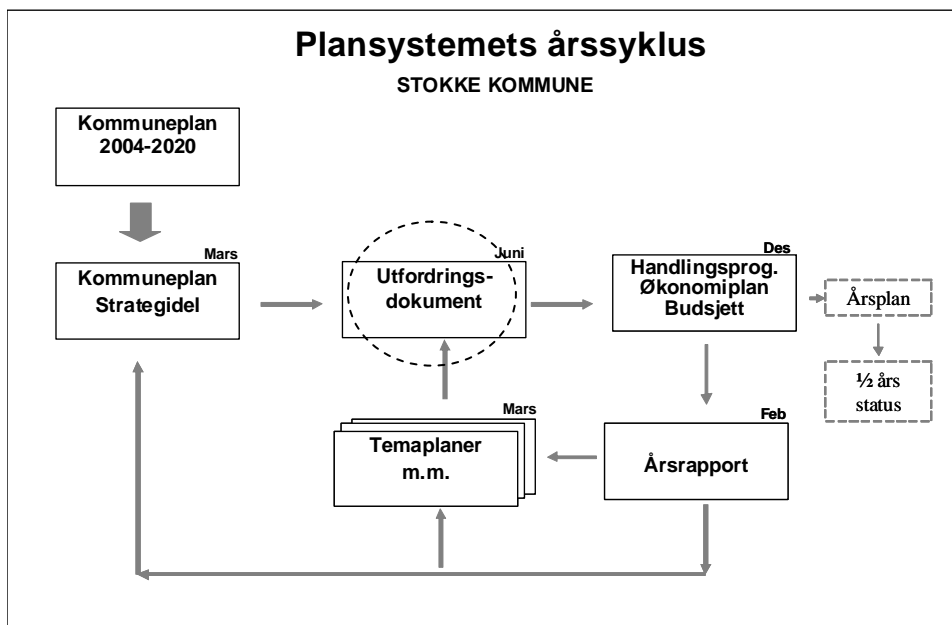 Plansystemets årssyklus
STOKKE KOMMUNE
Kommuneplan
2004-2020
Mars
Kommuneplan
Strategidel
Juni
Utfordrings-
dokument
Des
Handlingsprog.
Økonomiplan
Budsjett
Årsplan
½ års
status
Mars
Temaplaner
m.m.
Feb
Årsrapport